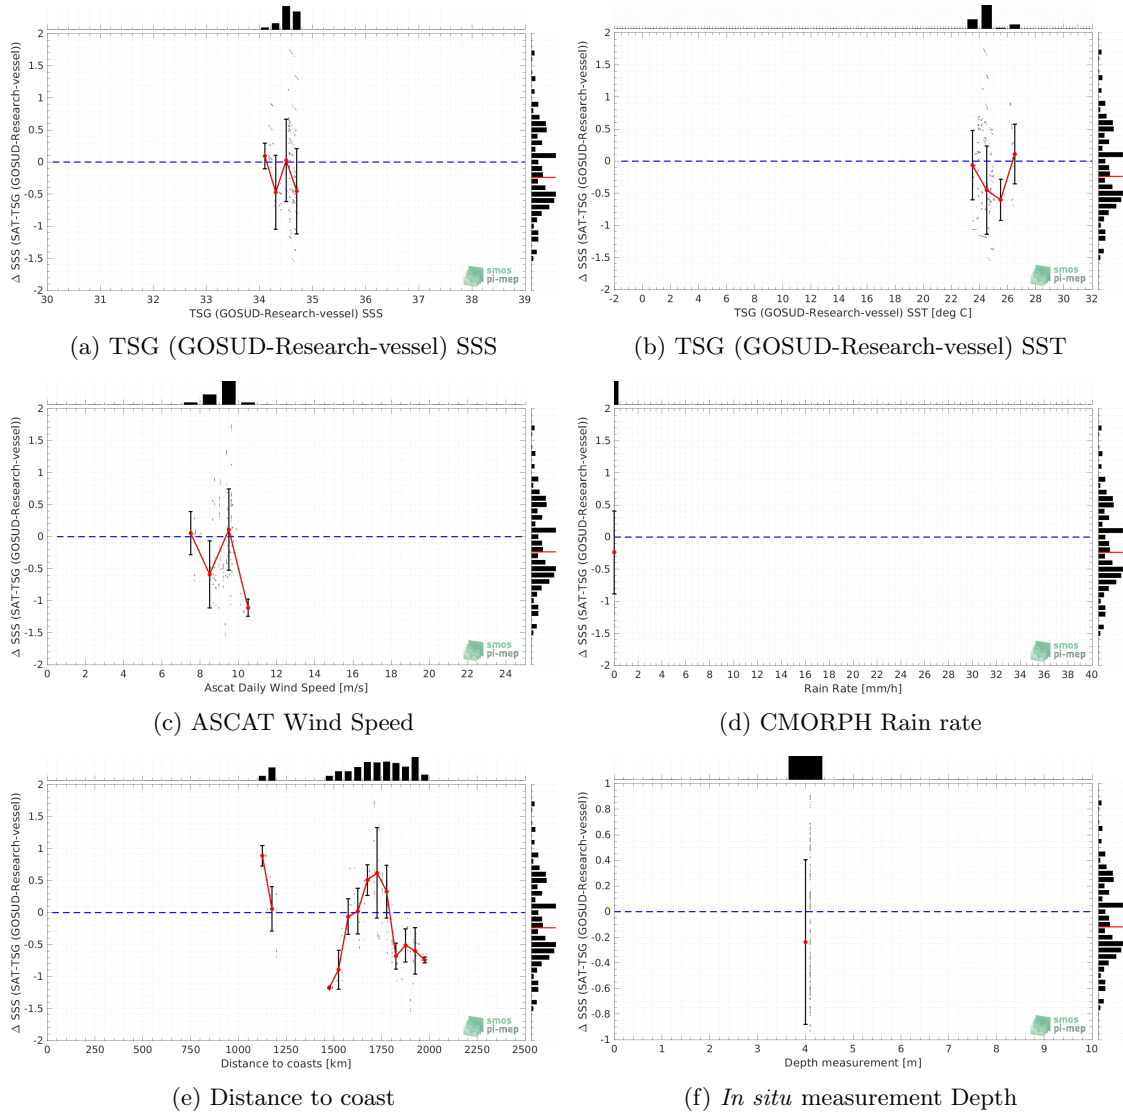 2
1.5
1
0.5
0
-0.5
-1
-1.5
-2
30 31 32 33 34 35 36 37 38 39
TSG (GOSUD-Research-vessel) SSS
Δ SSS (SAT-TSG (GOSUD-Research-vessel))
smos
pi-mep
(a) TSG (GOSUD-Research-vessel) SSS
2
1.5
1
0.5
0
-0.5
-1
-1.5
-2
-2 0 2 4 6 8 10 12 14 16 18 20 22 24 26 28 30 32
TSG (GOSUD-Research-vessel) SST [deg C]
Δ SSS (SAT-TSG (GOSUD-Research-vessel))
smos
pi-mep
(b) TSG (GOSUD-Research-vessel) SST
2
1.5
1
0.5
0
-0.5
-1
-1.5
-2
0 2 4 6 8 10 12 14 16 18 20 22 24
Ascat Daily Wind Speed [m/s]
Δ SSS (SAT-TSG (GOSUD-Research-vessel))
smos
pi-mep
(c) ASCAT Wind Speed
2
1.5
1
0.5
0
-0.5
-1
-1.5
-2
0 2 4 6 8 10 12 14 16 18 20 22 24 26 28 30 32 34 36 38 40
Rain Rate [mm/h]
Δ SSS (SAT-TSG (GOSUD-Research-vessel))
smos
pi-mep
(d) CMORPH Rain rate
2
1.5
1
0.5
0
-0.5
-1
-1.5
-2
0 250 500 750 1000 1250 1500 1750 2000 2250 2500
Distance to coasts [km]
Δ SSS (SAT-TSG (GOSUD-Research-vessel))
smos
pi-mep
(e) Distance to coast
1
0.8
0.6
0.4
0.2
0
-0.2
-0.4
-0.6
-0.8
-1
0 1 2 3 4 5 6 7 8 9 10
Depth measurement [m]
Δ SSS (SAT-TSG (GOSUD-Research-vessel))
smos
pi-mep
(f) In situ measurement Depth